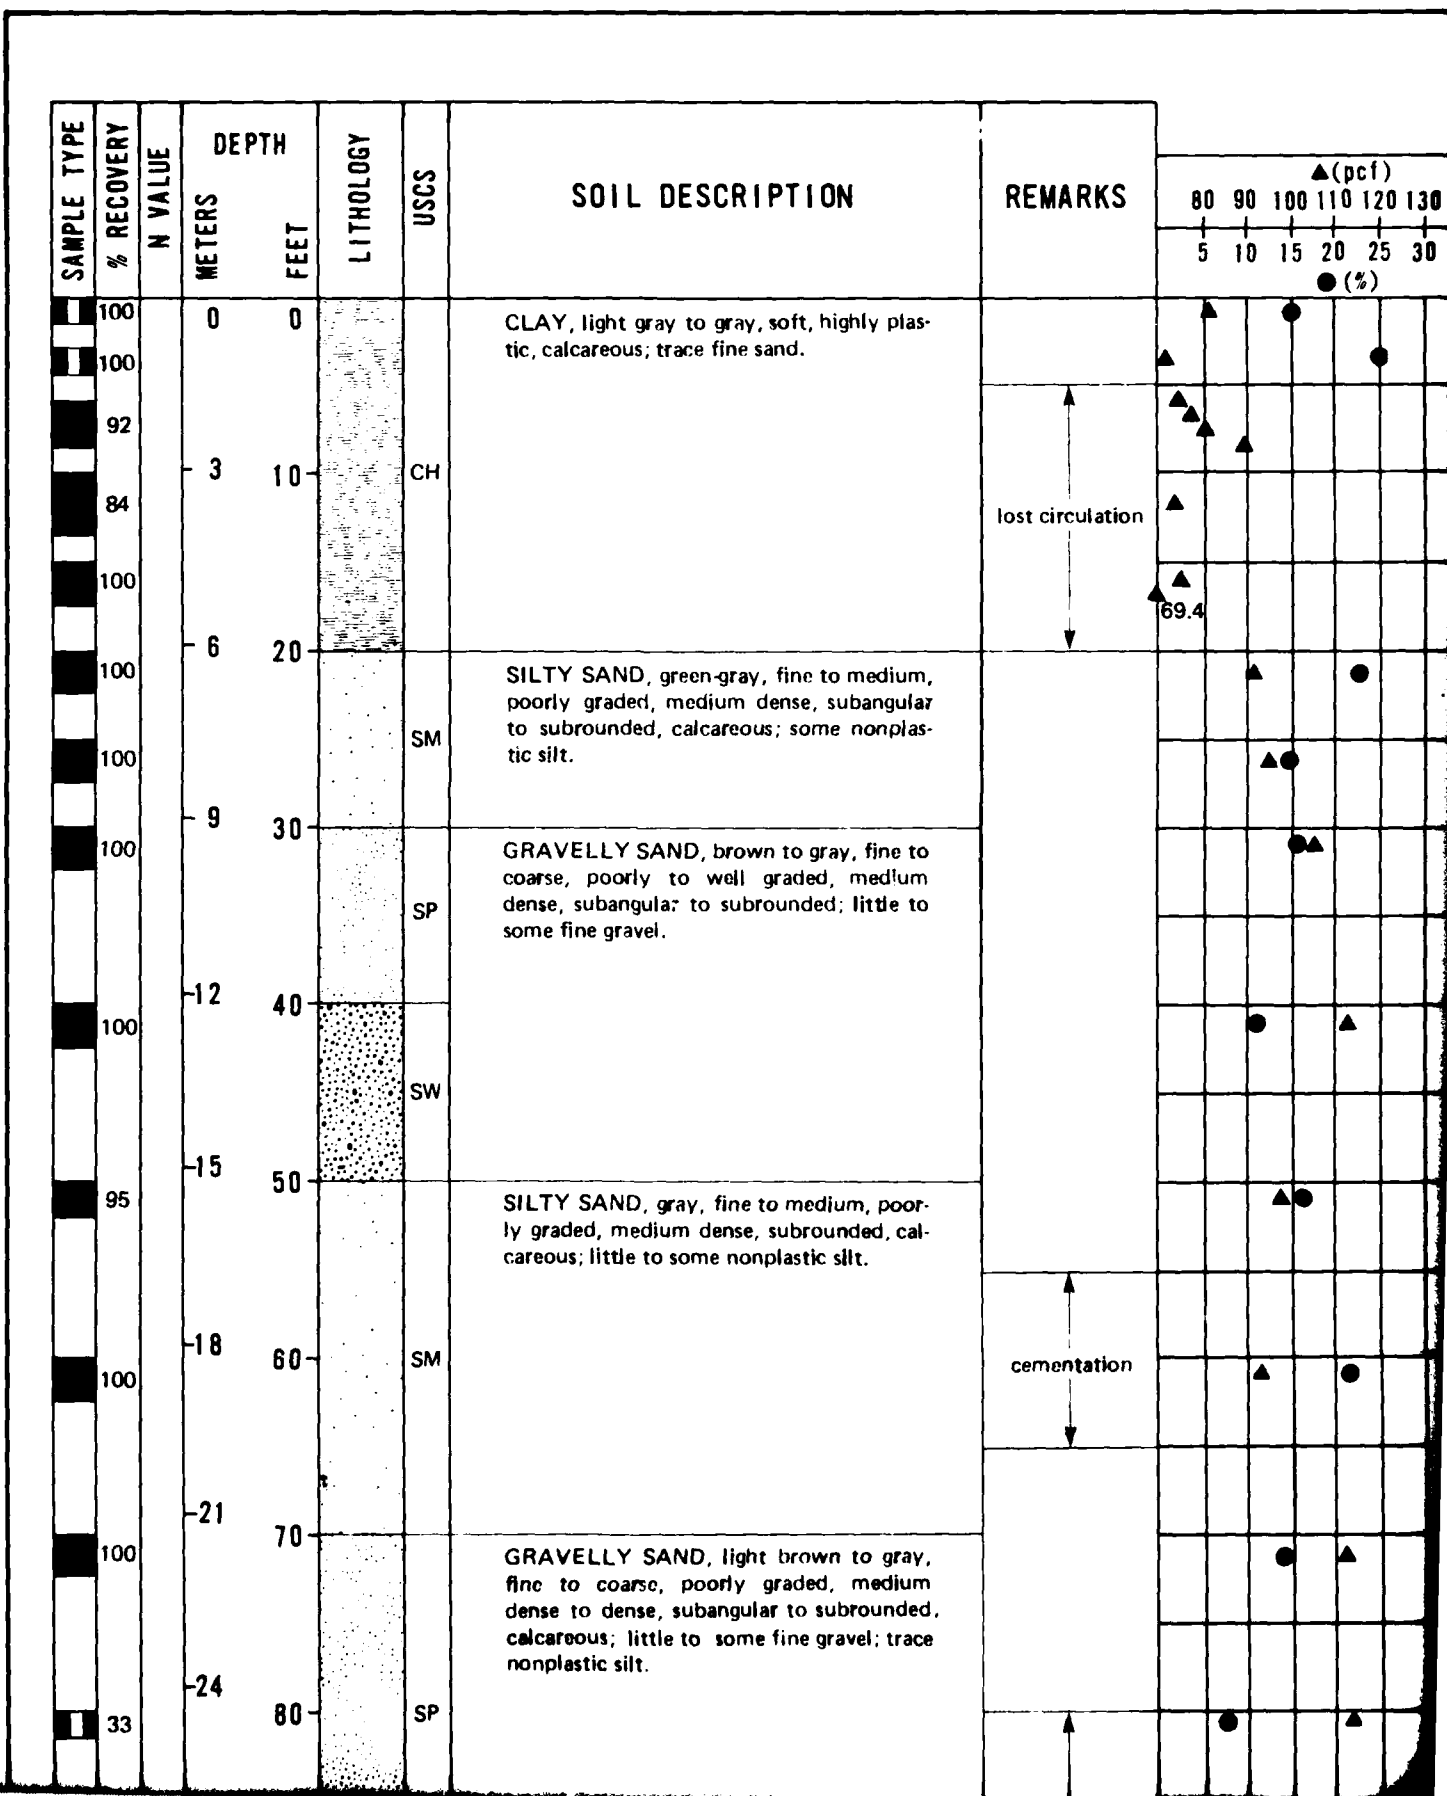 SAMPLE TYPE
% RECOVERY
N VALUE
DEPTH
METERS
FEET
LITHOLOGY
USCS
SOIL DESCRIPTION
REMARKS
▲(pcf)
80 90 100 110 120 130
5 10 15 20 25 30
●(%)
100
0 0
CLAY, light gray to gray, soft, highly plas-
tic, calcareous; trace fine sand.
100
92
3 10 CH
84
lost circulation
100
69.4
6 20
100
SILTY SAND, green-gray, fine to medium,
poorly graded, medium dense, subangular
to subrounded, calcareous; some nonplas-
tic silt.
SM
100
9 30
100
GRAVELLY SAND, brown to gray, fine to
coarse, poorly to well graded, medium
dense, subangular to subrounded; little to
some fine gravel.
SP
12 40
100
SW
15 50
95
SILTY SAND, gray, fine to medium, poor-
ly graded, medium dense, subrounded, cal-
careous; little to some nonplastic silt.
18 60 SM
cementation
100
21 70
100
GRAVELLY SAND, light brown to gray,
fine to coarse, poorly graded, medium
dense to dense, subangular to subrounded,
calcareous; little to some fine gravel; trace
nonplastic silt.
24 80 SP
33